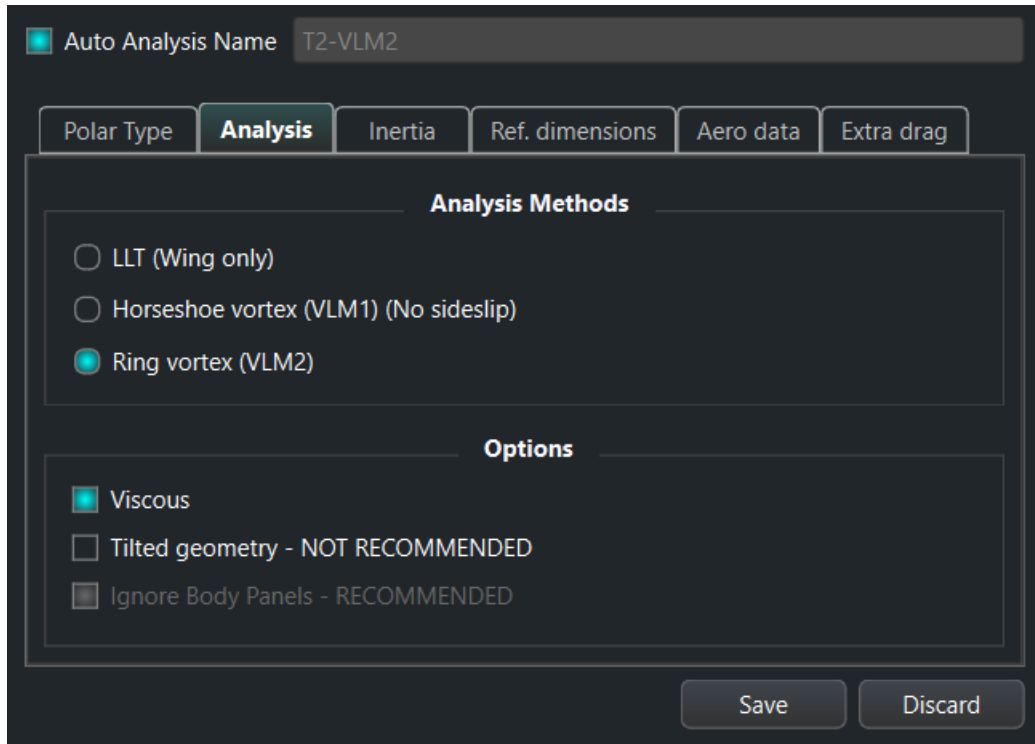 Auto Analysis Name T2-VLM2
Polar Type Analysis Inertia Ref. dimensions Aero data Extra drag
Analysis Methods
LLT (Wing only)
Horseshoe vortex (VLM1) (No sideslip)
Ring vortex (VLM2)
Options
Viscous
Tilted geometry - NOT RECOMMENDED
Ignore Body Panels - RECOMMENDED
Save Discard